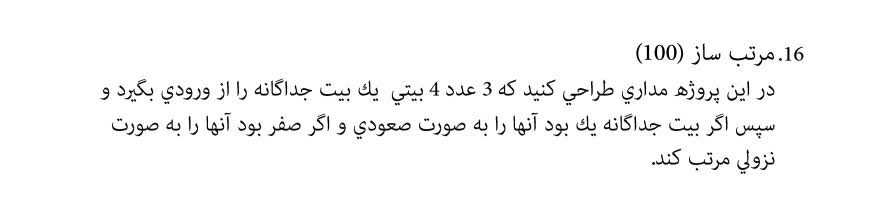 16. مرتب ساز (100)
در اين پروژه مداري طراحي كنيد كه 3 عدد 4 بيتي يك بيت جداگانه را از ورودي بگيرد و
سپس اگر بيت جداگانه يك بود آنها را به صورت صعودي و اگر صفر بود آنها را به صورت
نزولي مرتب كند.